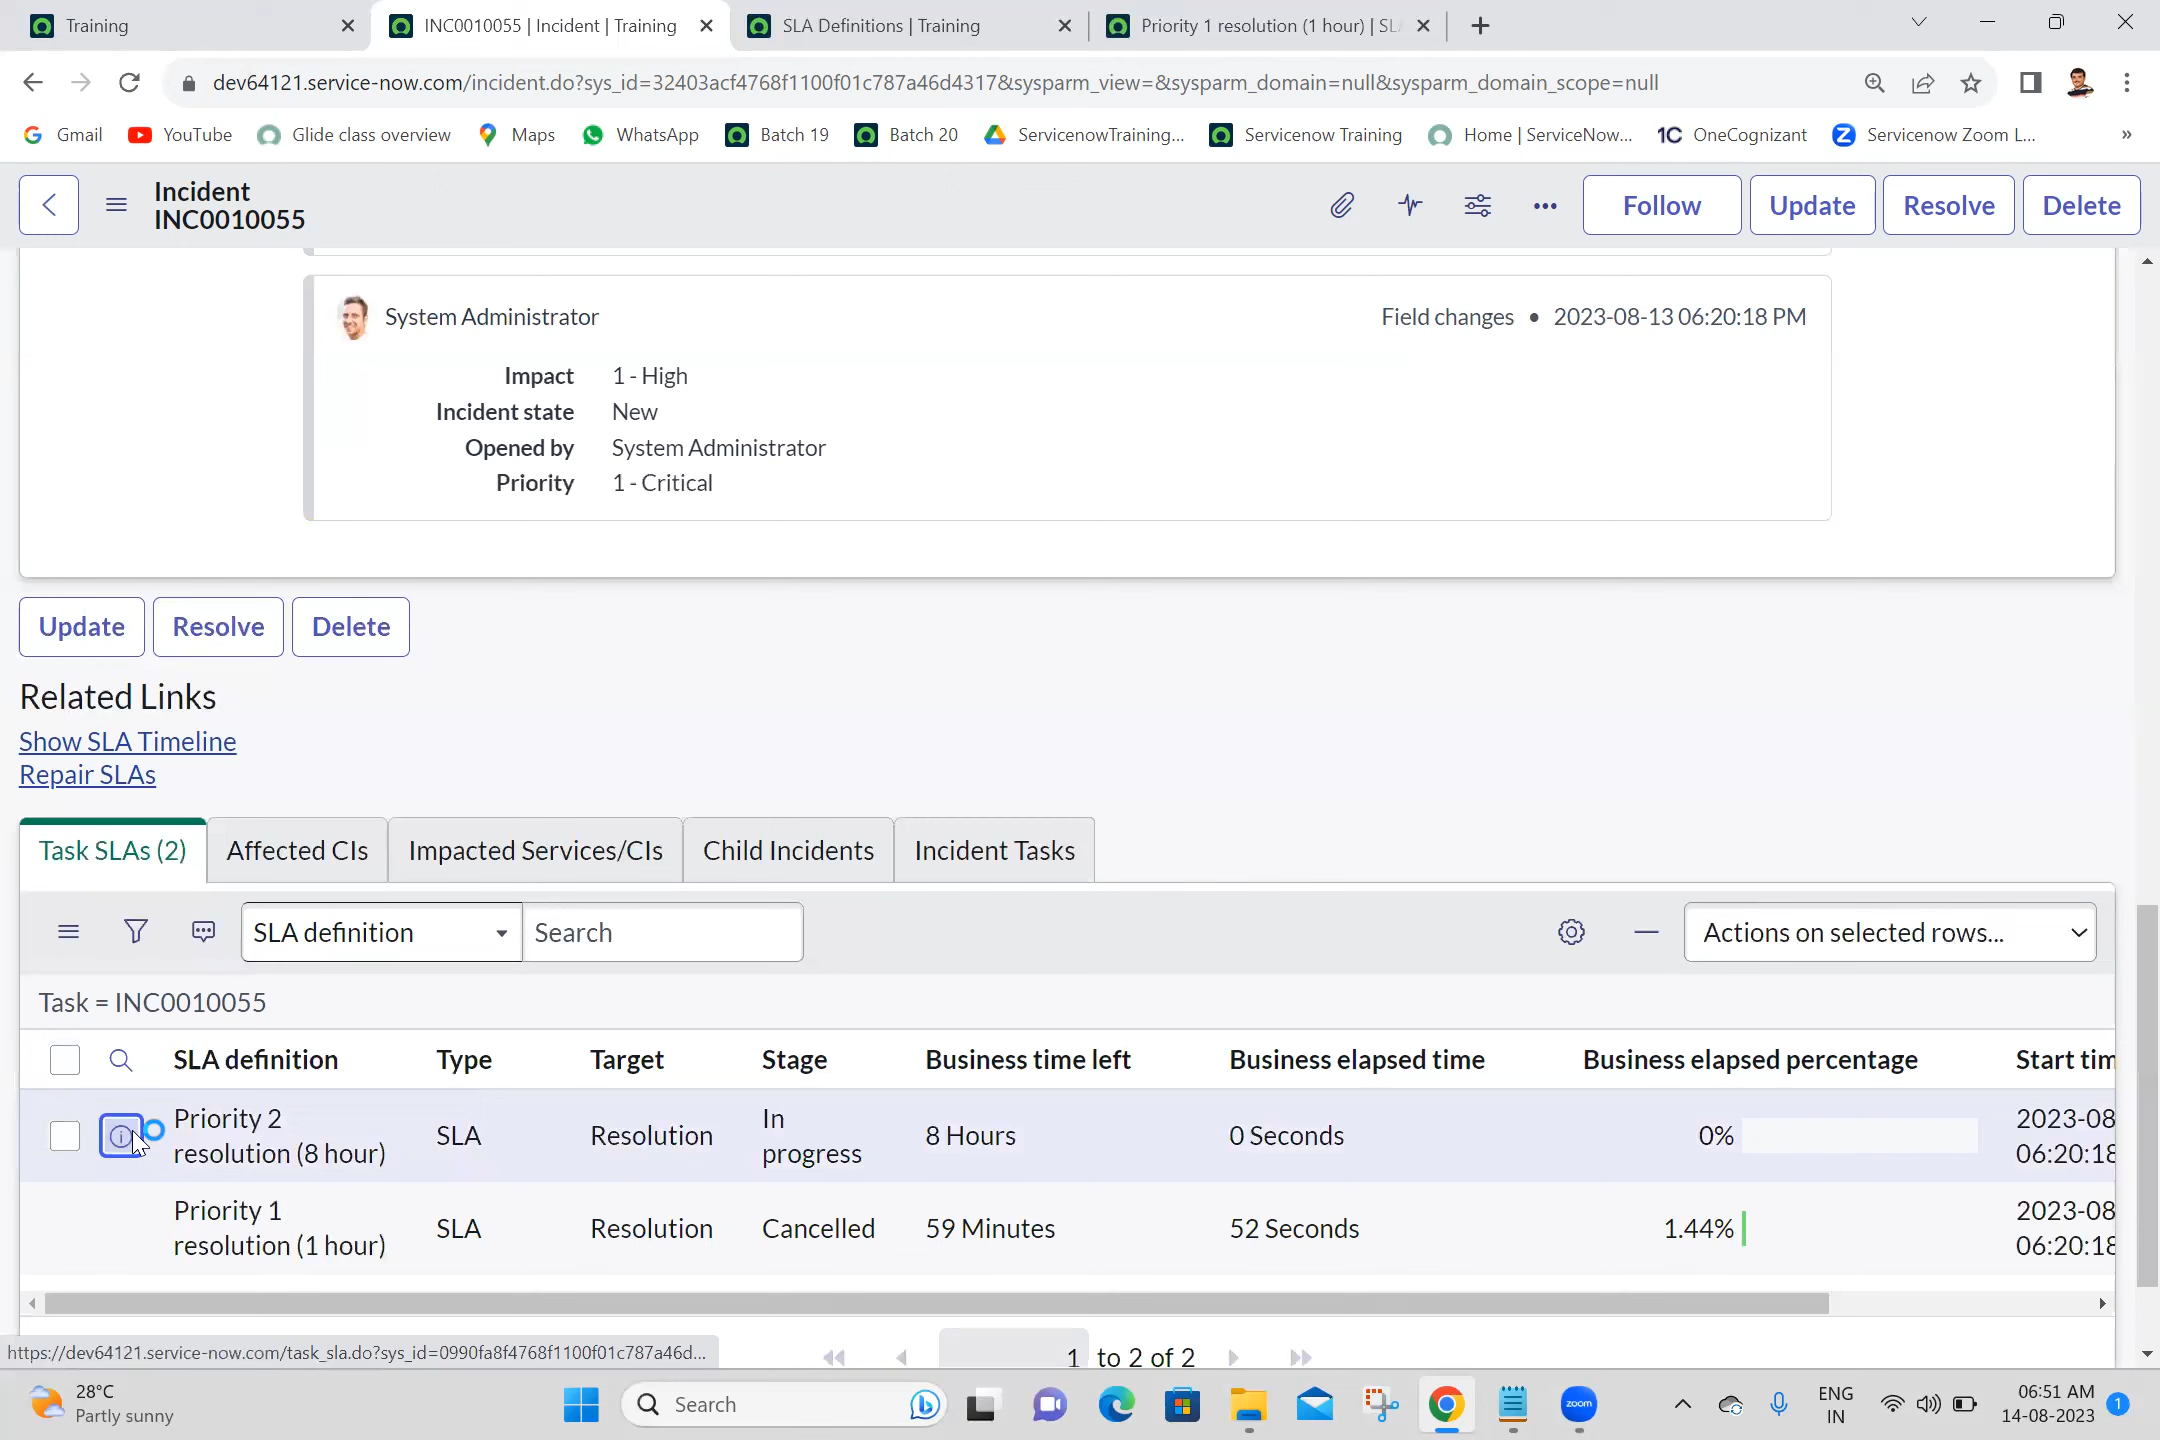 Training
INC0010055 | Incident | Training
SLA Definitions | Training
Priority 1 resolution (1 hour) | SL
dev64121.service-now.com/incident.do?sys_id=32403acf4768f1100f01c787a46d4317&sysparm_view=&sysparm_domain=null&sysparm_domain_scope=null
Gmail
YouTube
Glide class overview
Maps
WhatsApp
Batch 19
Batch 20
ServicenowTraining...
Servicenow Training
Home | ServiceNow...
1C OneCognizant
Servicenow Zoom L...
»
Incident
INC0010055
Follow
Update
Resolve
Delete
System Administrator
Field changes • 2023-08-13 06:20:18 PM
Impact 1 - High
Incident state New
Opened by System Administrator
Priority 1 - Critical
Update
Resolve
Delete
Related Links
Show SLA Timeline
Repair SLAs
Task SLAs (2)
Affected CIs
Impacted Services/CIs
Child Incidents
Incident Tasks
SLA definition
Search
Actions on selected rows...
Task = INC0010055
SLA definition Type Target Stage Business time left Business elapsed time Business elapsed percentage Start tim
Priority 2
resolution (8 hour)
SLA
Resolution
In
progress
8 Hours
0 Seconds
0%
2023-08
06:20:18
Priority 1
resolution (1 hour)
SLA
Resolution
Cancelled
59 Minutes
52 Seconds
1.44%
2023-08
06:20:18
https://dev64121.service-now.com/task_sla.do?sys_id=0990fa8f4768f1100f01c787a46d...
1 to 2 of 2
28°C
Partly sunny
Search
zoom
ENG
IN
06:51 AM
14-08-2023
1